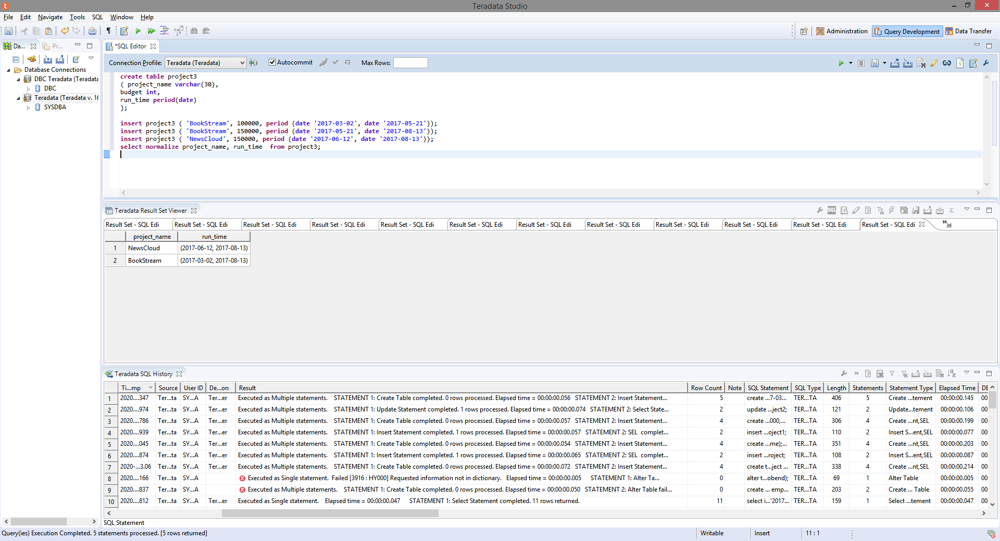 Teradata Studio
File Edit Navigate Tools SQL Window Help
Administration Query Development Data Transfer
Da... Pr...
*SQL Editor
Database Connections
DBC Teradata (Teradata
DBC
Teradata (Teradata v. 16
SYSDBA
Connection Profile: Teradata (Teradata) Autocommit Max Rows:
create table project3
( project_name varchar(30),
budget int,
run_time period(date)
);
insert project3 ( 'BookStream', 100000, period (date '2017-03-02', date '2017-05-21'));
insert project3 ( 'BookStream', 150000, period (date '2017-05-21', date '2017-08-13'));
insert project3 ( 'NewsCloud', 150000, period (date '2017-06-12', date '2017-08-13'));
select normalize project_name, run_time  from project3;
Teradata Result Set Viewer
SQL
Result Set - SQL Edi Result Set - SQL Edi Result Set - SQL Edi Result Set - SQL Edi Result Set - SQL Edi Result Set - SQL Edi Result Set - SQL Edi Result Set - SQL Edi Result Set - SQL Edi Result Set - SQL Edi Result Set - SQL Edi Result Set - SQL Edi »36
project_name run_time
1 NewsCloud (2017-06-12, 2017-08-13)
2 BookStream (2017-03-02, 2017-08-13)
Teradata SQL History
Ti...mp Source User ID De...on Result Row Count Note SQL Statement SQL Type Length Statements Statement Type Elapsed Time DE
1 2020....347 Ter...ta SY...A Ter...er Executed as Multiple statements. STATEMENT 1: Create Table completed. 0 rows processed. Elapsed time = 00:00:00.056 STATEMENT 2: Insert Statement... 5 create ...7-03... TER...TA 406 5 Create ...tement 00:00:00.145 00:
2 2020....974 Ter...ta SY...A Ter...er Executed as Multiple statements. STATEMENT 1: Update Statement completed. 1 rows processed. Elapsed time = 00:00:00.074 STATEMENT 2: Select State... 2 update ...ject2; TER...TA 121 2 Update...tement 00:00:00.106 00:
3 2020....786 Ter...ta SY...A Ter...er Executed as Multiple statements. STATEMENT 1: Create Table completed. 0 rows processed. Elapsed time = 00:00:00.057 STATEMENT 2: Insert Statement... 4 create ...000,... TER...TA 306 4 Create ...nt,SEL 00:00:00.199 00:
4 2020....939 Ter...ta SY...A Ter...er Executed as Multiple statements. STATEMENT 1: Insert Statement completed. 1 rows processed. Elapsed time = 00:00:00.057 STATEMENT 2: SEL complet... 2 insert ...oject1; TER...TA 110 2 Insert S...ent,SEL 00:00:00.077 00:
5 2020....045 Ter...ta SY...A Ter...er Executed as Multiple statements. STATEMENT 1: Create Table completed. 0 rows processed. Elapsed time = 00:00:00.054 STATEMENT 2: Insert Statement... 4 create ...me);... TER...TA 351 4 Create ...nt,SEL 00:00:00.203 00:
6 2020....874 Ter...ta SY...A Ter...er Executed as Multiple statements. STATEMENT 1: Insert Statement completed. 1 rows processed. Elapsed time = 00:00:00.065 STATEMENT 2: SEL complet... 2 insert ...roject; TER...TA 108 2 Insert S...ent,SEL 00:00:00.087 00:
7 2020-...3.06 Ter...ta SY...A Ter...er Executed as Multiple statements. STATEMENT 1: Create Table completed. 0 rows processed. Elapsed time = 00:00:00.072 STATEMENT 2: Insert Statement... 4 create t...ject ... TER...TA 338 4 Create ...nt,SEL 00:00:00.214 00:
8 2020....166 Ter...ta SY...A Executed as Single statement. Failed [3916 : HY000] Requested information not in dictionary. Elapsed time = 00:00:00.005 STATEMENT 1: Alter Ta... 0 alter t...obend); TER...TA 69 1 Alter Table 00:00:00.005 00:
9 2020....837 Ter...ta SY...A Executed as Multiple statements. STATEMENT 1: Create Table completed. 0 rows processed. Elapsed time = 00:00:00.050 STATEMENT 2: Alter Table fail... 0 create ... emp... TER...TA 203 2 Create ... Table 00:00:00.055 00:
10 2020....812 Ter...ta SY...A Ter...er Executed as Single statement. Elapsed time = 00:00:00.047 STATEMENT 1: Select Statement completed. 11 rows returned. 11 select i...'2017... TER...TA 159 1 Select ...tement 00:00:00.047 00:
SQL Statement
Query(ies) Execution Completed. 5 statements processed. [5 rows returned] Writable Insert 11 : 1